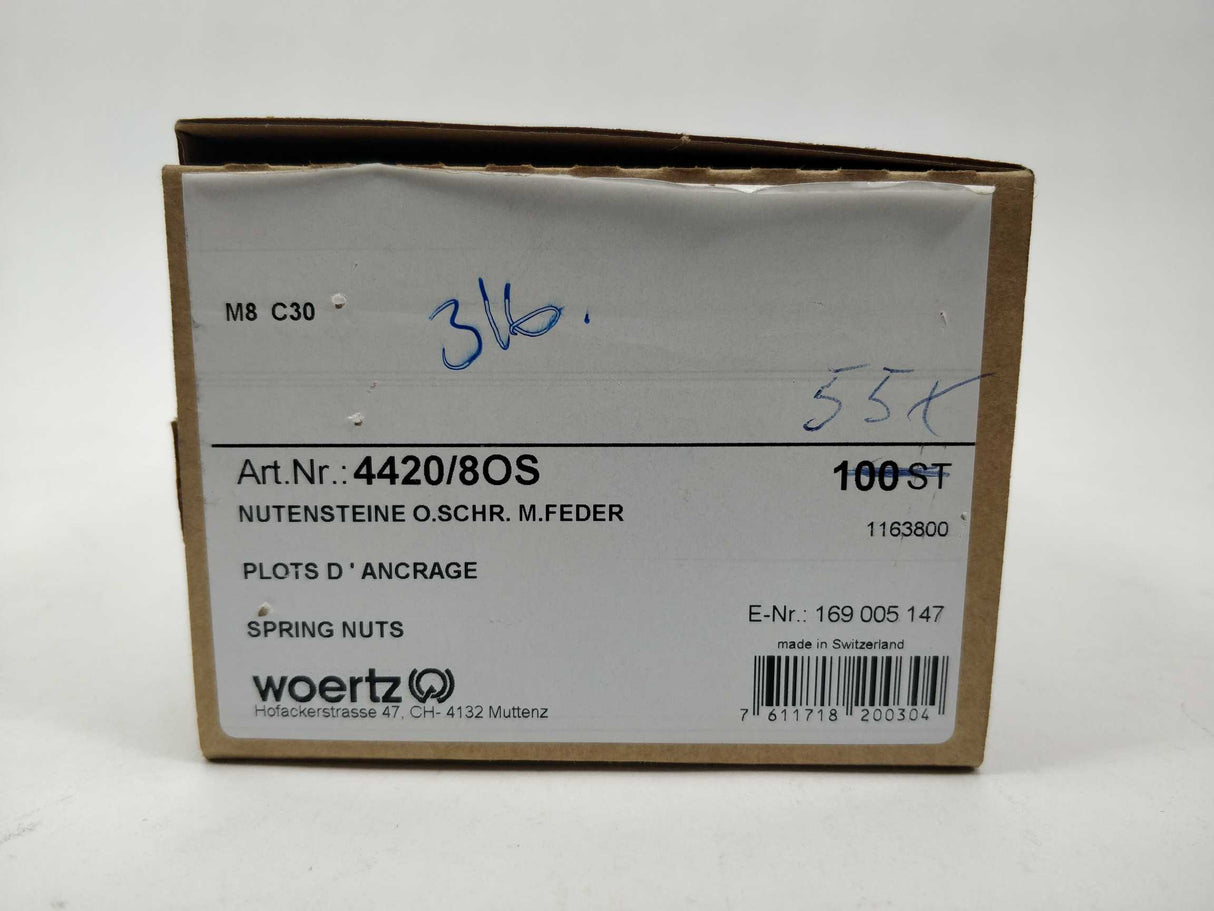 M8 C30
55x
Art.Nr.: 4420/8OS
100 ST
NUTENSTEINE O.SCHR. M.FEDER
1163800
PLOTS D ' ANCRAGE
E-Nr.: 169 005 147
SPRING NUTS
made in Switzerland
woertz
Hofackerstrasse 47, CH- 4132 Muttenz
7 611718 200304